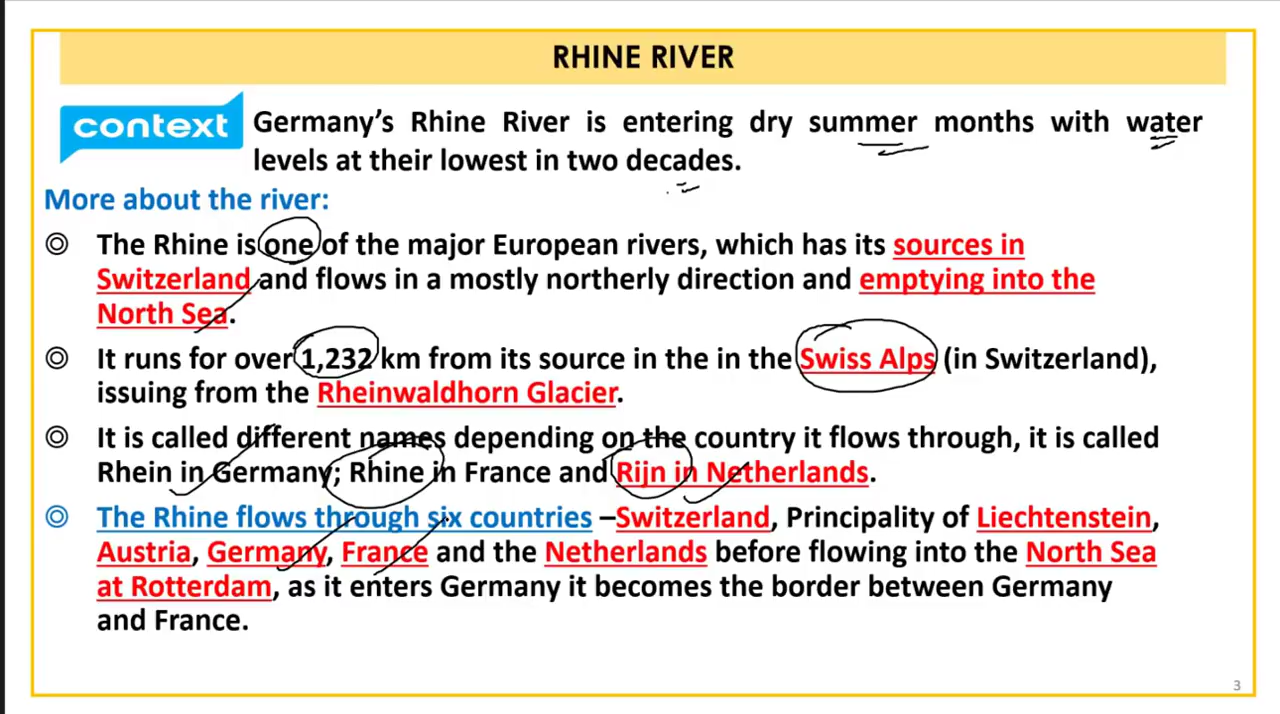 RHINE RIVER
context
Germany's Rhine River is entering dry summer months with water
levels at their lowest in two decades.
More about the river:
◎ The Rhine is one of the major European rivers, which has its sources in
Switzerland and flows in a mostly northerly direction and emptying into the
North Sea.
◎ It runs for over 1,232 km from its source in the in the Swiss Alps (in Switzerland),
issuing from the Rheinwaldhorn Glacier.
◎ It is called different names depending on the country it flows through, it is called
Rhein in Germany; Rhine in France and Rijn in Netherlands.
◎ The Rhine flows through six countries –Switzerland, Principality of Liechtenstein,
Austria, Germany, France and the Netherlands before flowing into the North Sea
at Rotterdam, as it enters Germany it becomes the border between Germany
and France.
3